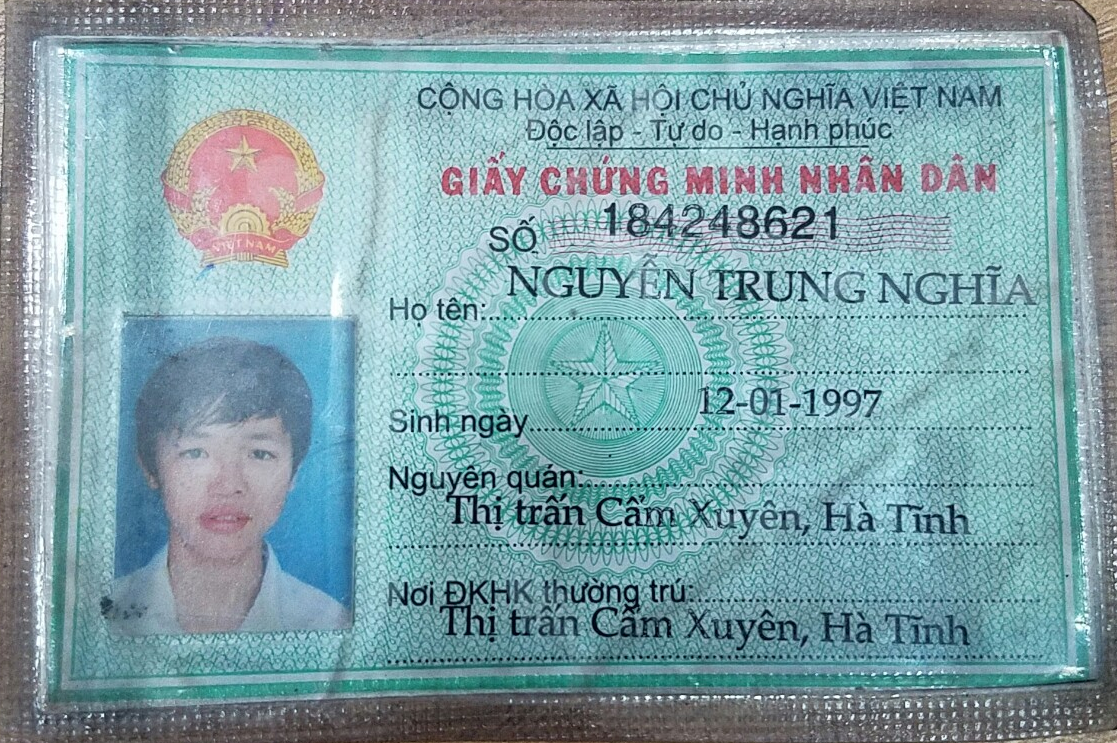 CỘNG HÒA XÃ HỘI CHỦ NGHĨA VIỆT NAM
Độc lập - Tự do - Hạnh phúc
GIẤY CHỨNG MINH NHÂN DÂN
SỐ 184248621
VIET NAM
Họ tên: NGUYỄN TRUNG NGHĨA
Sinh ngày 12-01-1997
Nguyên quán:
Thị trấn Cẩm Xuyên, Hà Tĩnh
Nơi ĐKHK thường trú:
Thị trấn Cẩm Xuyên, Hà Tĩnh